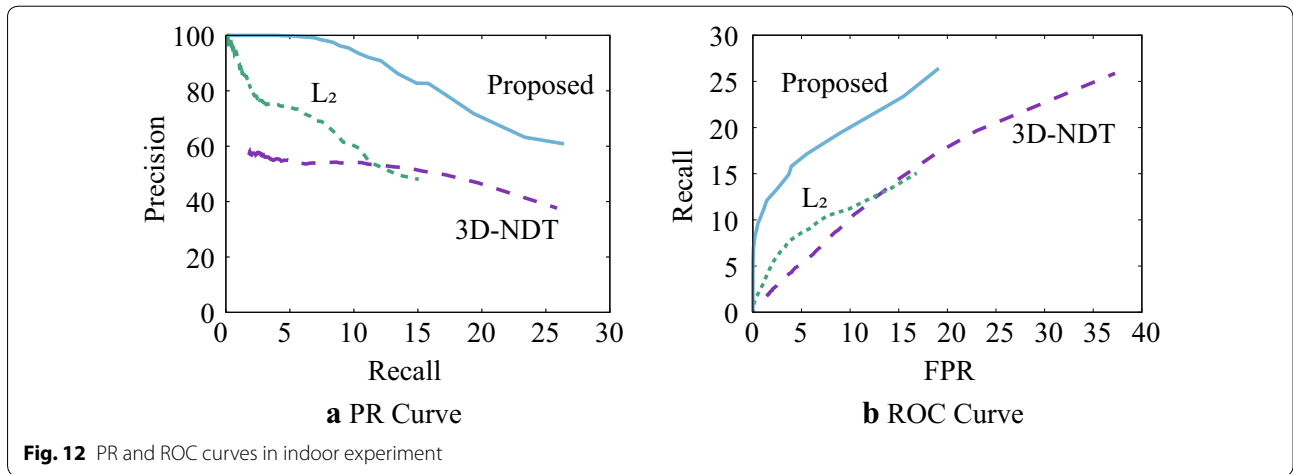 100
80
60
40
20
0
Precision
L₂
Proposed
3D-NDT
0 5 10 15 20 25 30
Recall
a PR Curve
30
25
20
15
10
5
0
Recall
Proposed
3D-NDT
L₂
0 5 10 15 20 25 30 35 40
FPR
b ROC Curve
Fig. 12 PR and ROC curves in indoor experiment